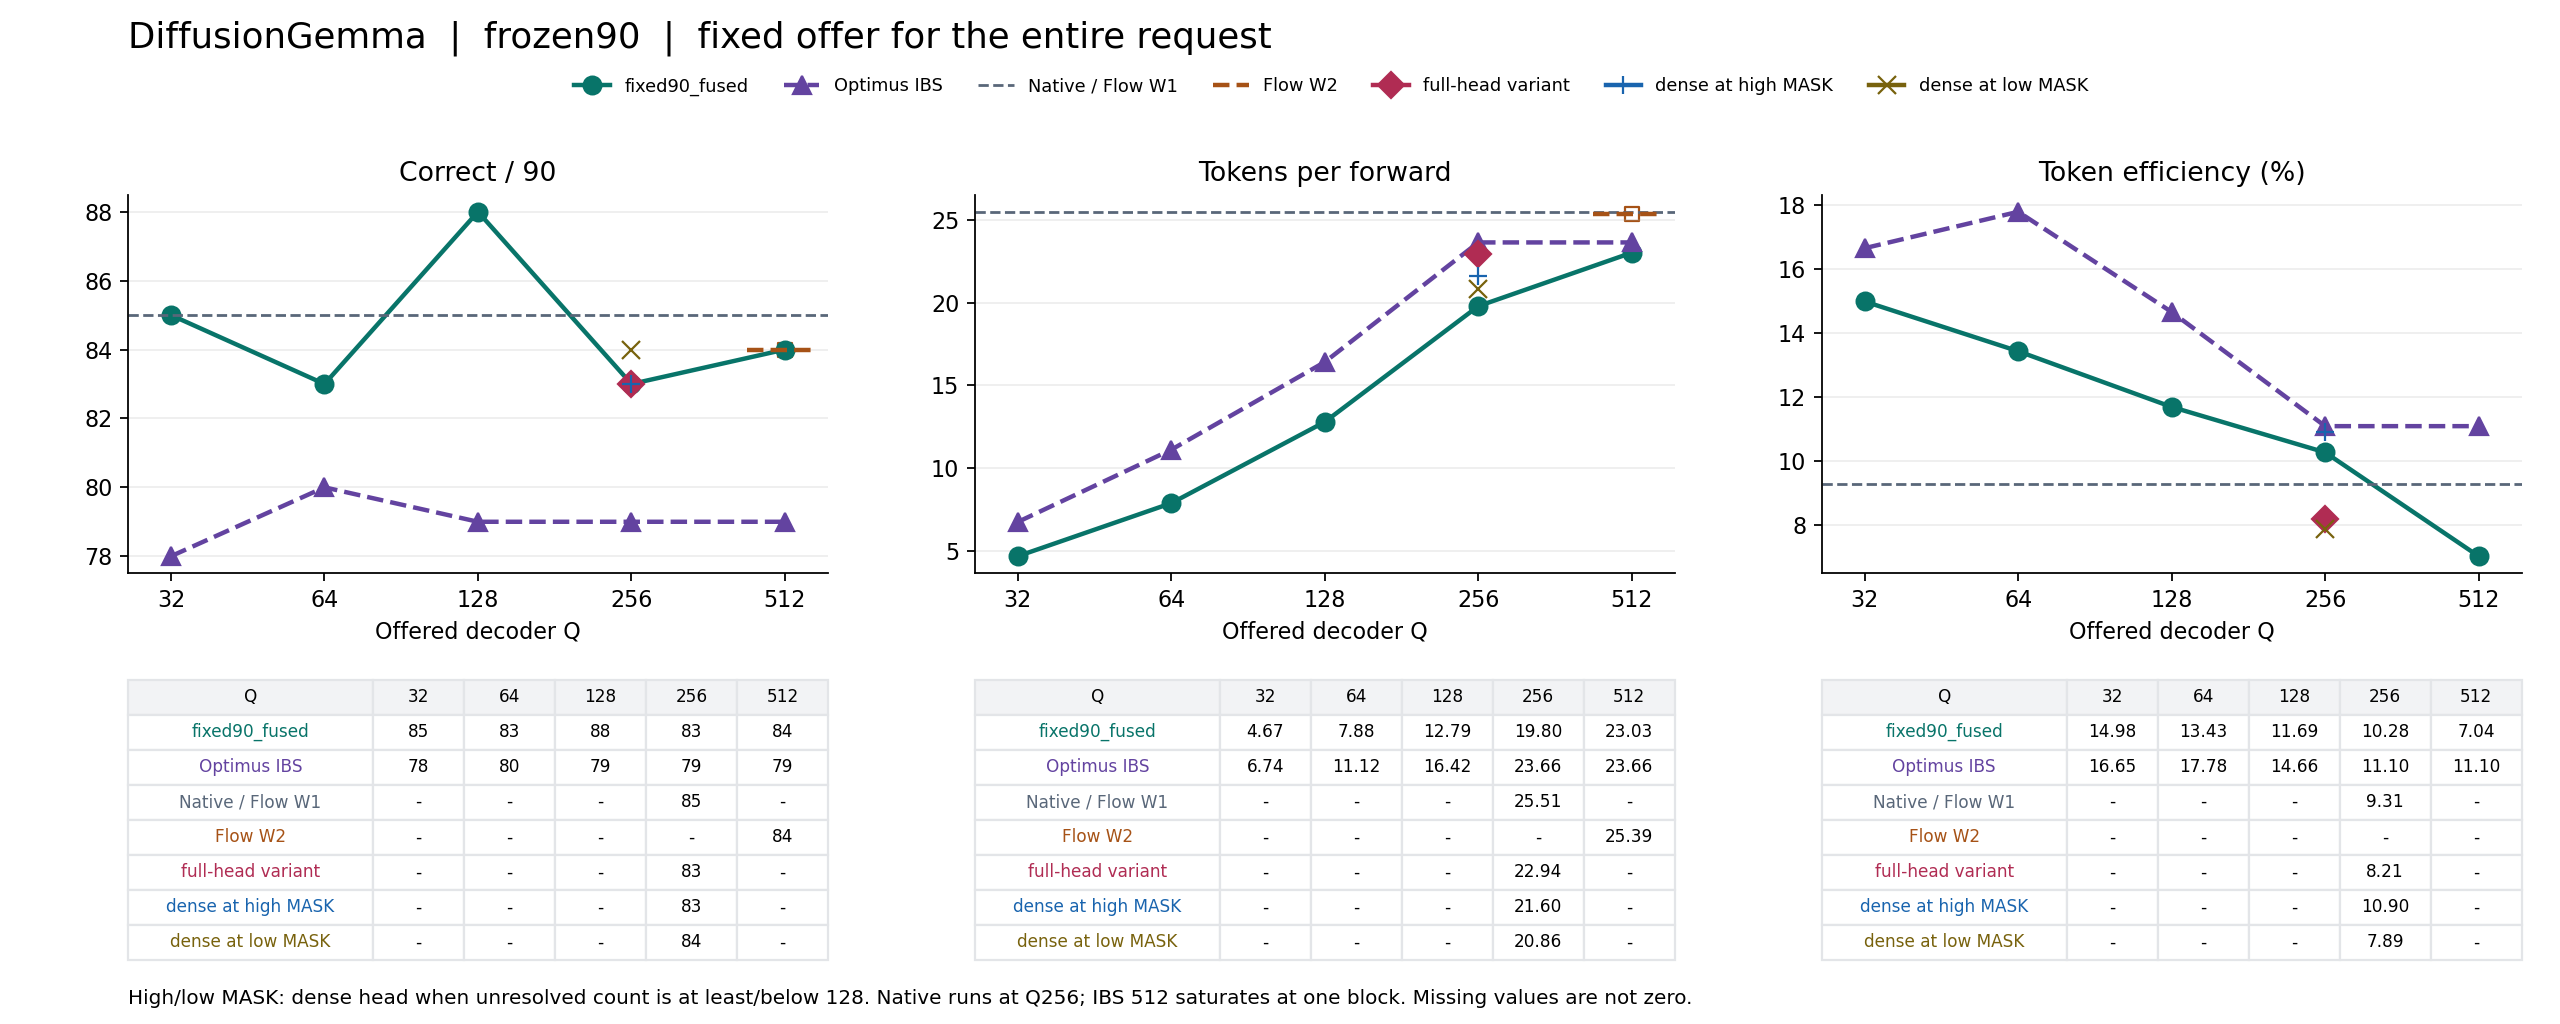 DiffusionGemma | frozen90 | fixed offer for the entire request
fixed90_fused Optimus IBS Native / Flow W1 Flow W2 full-head variant dense at high MASK dense at low MASK
Correct / 90
88
86
84
82
80
78
32 64 128 256 512
Offered decoder Q
Tokens per forward
25
20
15
10
5
32 64 128 256 512
Offered decoder Q
Token efficiency (%)
18
16
14
12
10
8
32 64 128 256 512
Offered decoder Q
Q 32 64 128 256 512
fixed90_fused 85 83 88 83 84
Optimus IBS 78 80 79 79 79
Native / Flow W1 - - - 85 -
Flow W2 - - - - 84
full-head variant - - - 83 -
dense at high MASK - - - 83 -
dense at low MASK - - - 84 -
Q 32 64 128 256 512
fixed90_fused 4.67 7.88 12.79 19.80 23.03
Optimus IBS 6.74 11.12 16.42 23.66 23.66
Native / Flow W1 - - - 25.51 -
Flow W2 - - - - 25.39
full-head variant - - - 22.94 -
dense at high MASK - - - 21.60 -
dense at low MASK - - - 20.86 -
Q 32 64 128 256 512
fixed90_fused 14.98 13.43 11.69 10.28 7.04
Optimus IBS 16.65 17.78 14.66 11.10 11.10
Native / Flow W1 - - - 9.31 -
Flow W2 - - - - -
full-head variant - - - 8.21 -
dense at high MASK - - - 10.90 -
dense at low MASK - - - 7.89 -
High/low MASK: dense head when unresolved count is at least/below 128. Native runs at Q256; IBS 512 saturates at one block. Missing values are not zero.